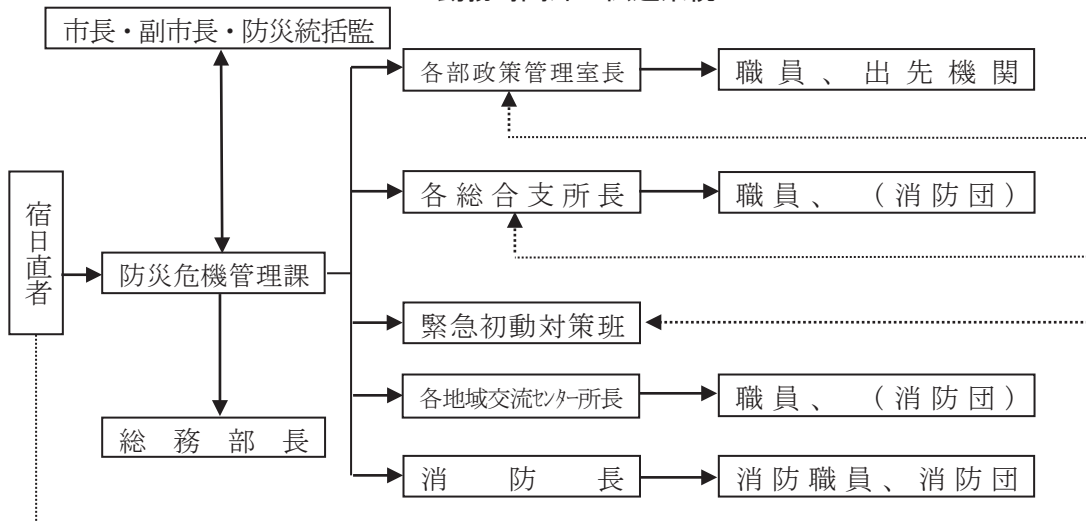 市長・副市長・防災統括監
各部政策管理室長
職員、出先機関
各総合支所長
職員、（消防団）
宿日直者
防災危機管理課
緊急初動対策班
各地域交流ｾﾝﾀｰ所長
職員、（消防団）
総務部長
消防長
消防職員、消防団